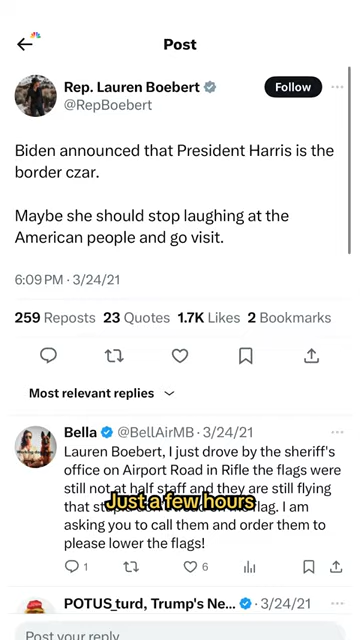 Post
Rep. Lauren Boebert
@RepBoebert
Follow
Biden announced that President Harris is the
border czar.
Maybe she should stop laughing at the
American people and go visit.
6:09 PM · 3/24/21
259 Reposts 23 Quotes 1.7K Likes 2 Bookmarks
Most relevant replies
Bella @BellAirMB · 3/24/21
Lauren Boebert, I just drove by the sheriff's
office on Airport Road in Rifle the flags were
still not at half staff and they are still flying
that stupid flag. I am
Just a few hours
asking you to call them and order them to
please lower the flags!
1 6
POTUS_turd, Trump's Ne... · 3/24/21
Post your reply